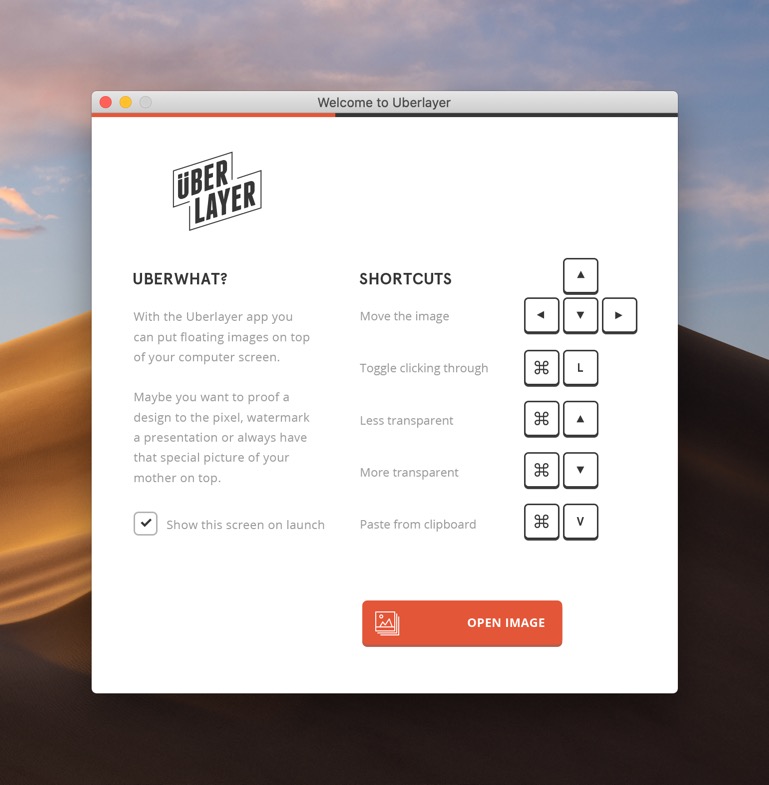 Welcome to Uberlayer
ÜBER
LAYER
UBERWHAT?
With the Uberlayer app you
can put floating images on top
of your computer screen.
Maybe you want to proof a
design to the pixel, watermark
a presentation or always have
that special picture of your
mother on top.
Show this screen on launch
SHORTCUTS
Move the image
Toggle clicking through
⌘ L
Less transparent
⌘ ▲
More transparent
⌘ ▼
Paste from clipboard
⌘ V
OPEN IMAGE